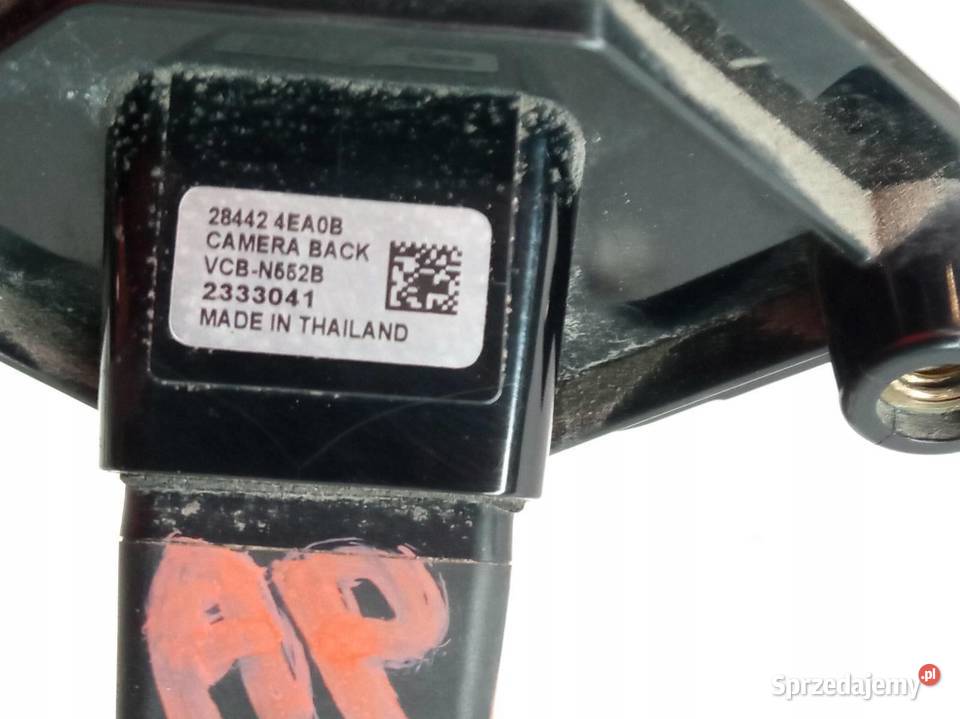 28442 4EA0B
CAMERA BACK
VCB-N552B
2333041
MADE IN THAILAND
AP
Sprzedajemy.pl